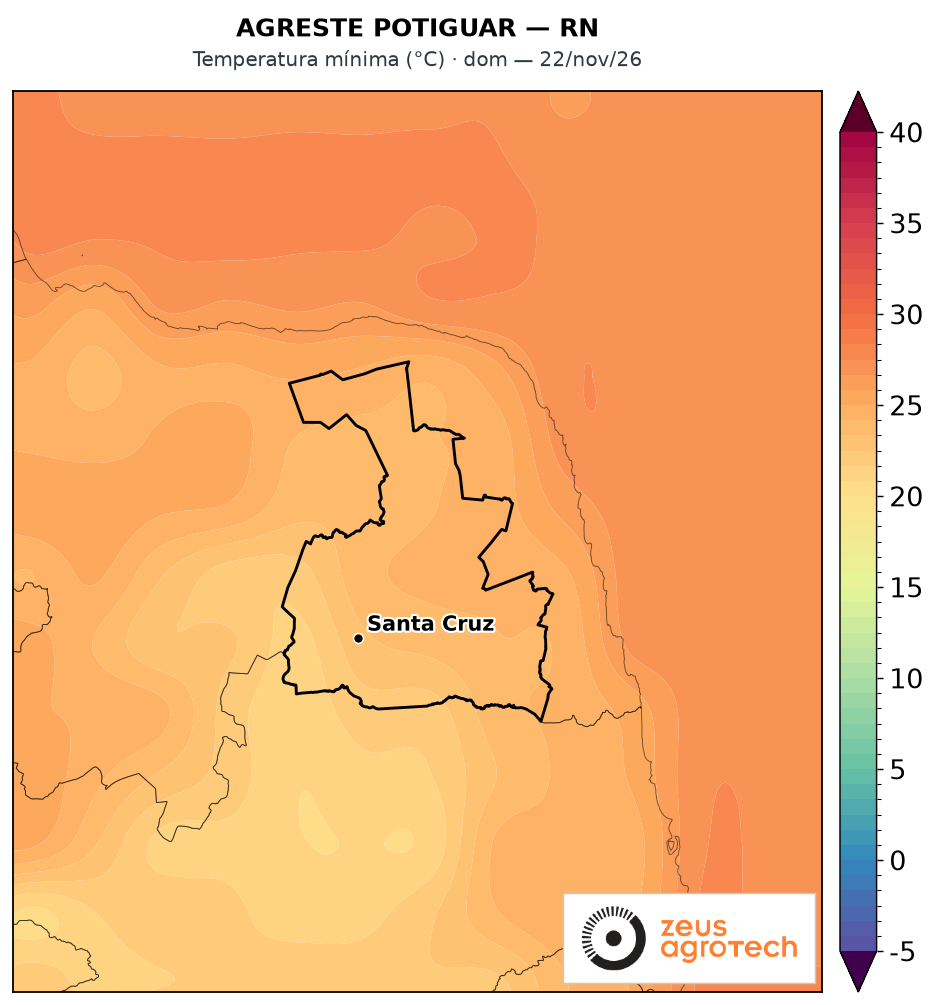 AGRESTE POTIGUAR — RN
Temperatura mínima (°C) · dom — 22/nov/26
40
35
30
25
20
15
10
5
0
-5
Santa Cruz
zeus
agrotech